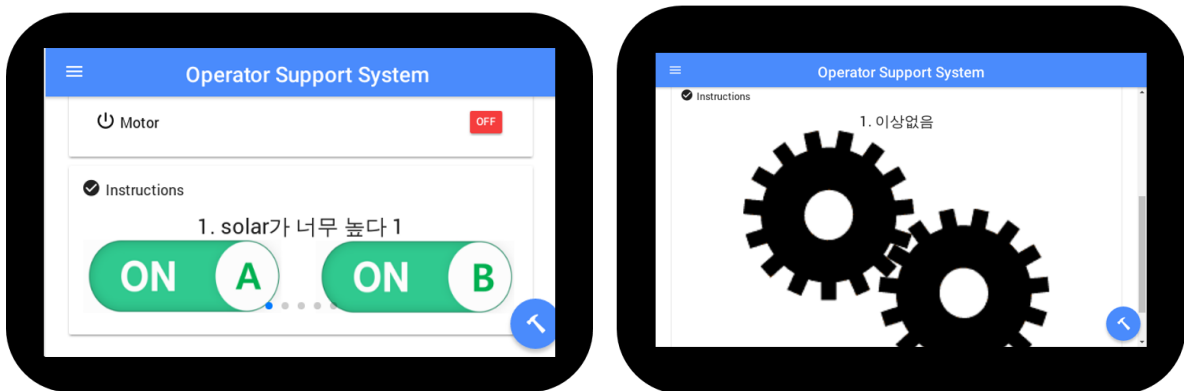 Operator Support System
Motor
OFF
Instructions
1. solar가 너무 높다 1
ON A
ON B
Operator Support System
Instructions
1. 이상없음